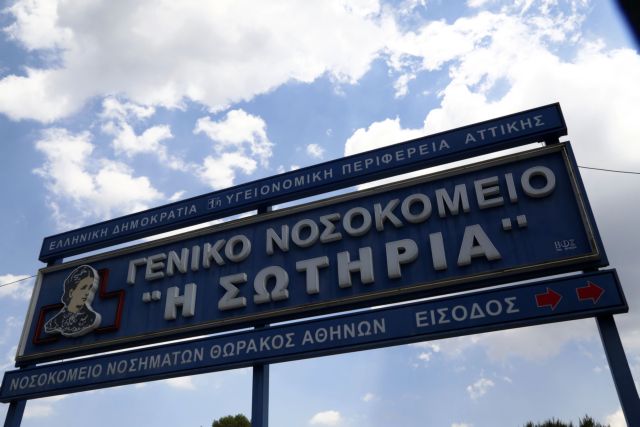 ΕΛΛΗΝΙΚΗ ΔΗΜΟΚΡΑΤΙΑ 1η ΥΓΕΙΟΝΟΜΙΚΗ ΠΕΡΙΦΕΡΕΙΑ ΑΤΤΙΚΗΣ
ΓΕΝΙΚΟ ΝΟΣΟΚΟΜΕΙΟ
"Η ΣΩΤΗΡΙΑ"
ΝΟΣΟΚΟΜΕΙΟ ΝΟΣΗΜΑΤΩΝ ΘΩΡΑΚΟΣ ΑΘΗΝΩΝ ΕΙΣΟΔΟΣ